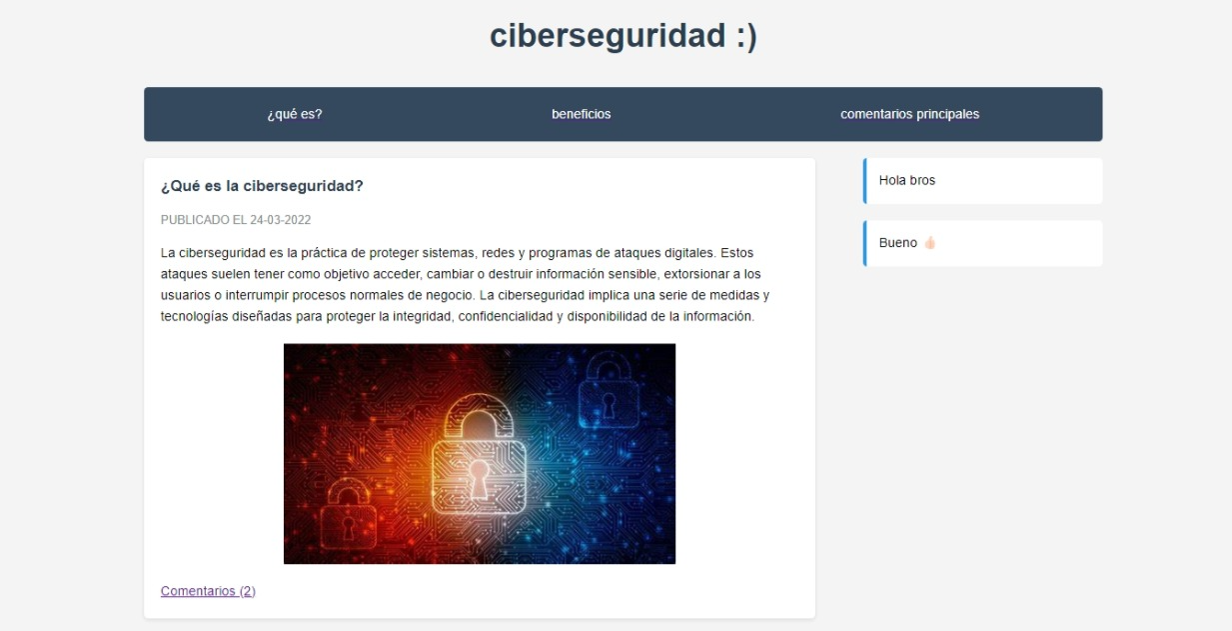 ciberseguridad :)
¿qué es?
beneficios
comentarios principales
¿Qué es la ciberseguridad?
PUBLICADO EL 24-03-2022
La ciberseguridad es la práctica de proteger sistemas, redes y programas de ataques digitales. Estos
ataques suelen tener como objetivo acceder, cambiar o destruir información sensible, extorsionar a los
usuarios o interrumpir procesos normales de negocio. La ciberseguridad implica una serie de medidas y
tecnologías diseñadas para proteger la integridad, confidencialidad y disponibilidad de la información.
Comentarios (2)
Hola bros
Bueno 👍🏻